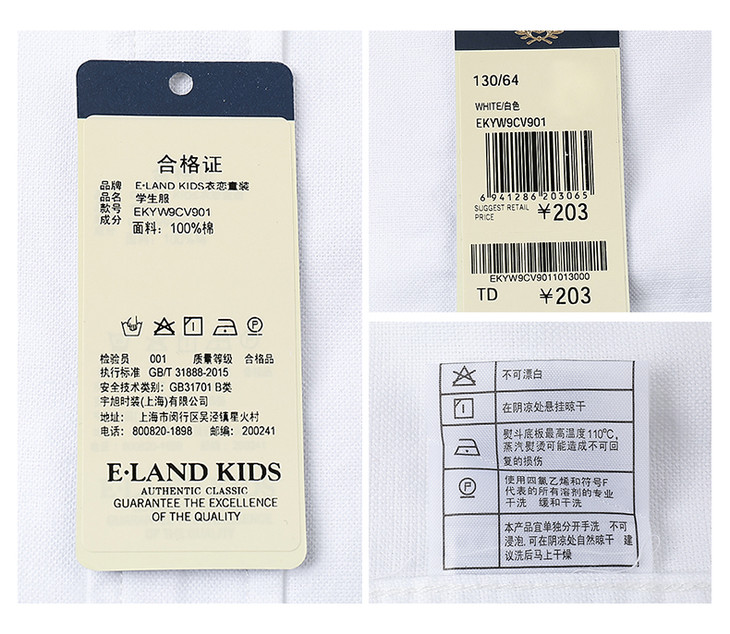 合格证
品牌 E·LAND KIDS衣恋童装
品名 学生服
款号 EKYW9CV901
成分 面料：100%棉
检验员 001 质量等级 合格品
执行标准 GB/T 31888-2015
安全技术类别：GB31701 B类
宇旭时装(上海)有限公司
地址： 上海市闵行区吴泾镇星火村
电话：800820-1898 邮编：200241
E·LAND KIDS
AUTHENTIC CLASSIC
GUARANTEE THE EXCELLENCE
OF THE QUALITY
130/64
WHITE/白色
EKYW9CV901
6941286203065
SUGGEST RETAIL
PRICE ¥203
EKYW9CV9011013000
TD ¥203
不可漂白
在阴凉处悬挂晾干
熨斗底板最高温度110℃,
蒸汽熨烫可能造成不可回
复的损伤
使用四氯乙烯和符号F
代表的所有溶剂的专业
干洗 缓和干洗
本产品宜单独分开手洗 不可
浸泡, 可在阴凉处自然晾干 建
议洗后马上干燥